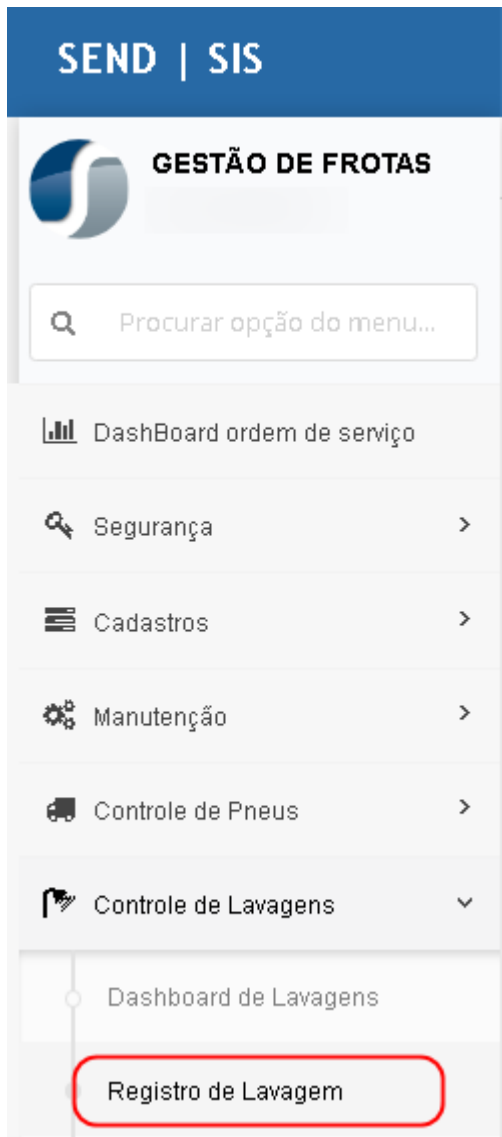 SEND | SIS
GESTÃO DE FROTAS
Procurar opção do menu...
DashBoard ordem de serviço
Segurança
Cadastros
Manutenção
Controle de Pneus
Controle de Lavagens
Dashboard de Lavagens
Registro de Lavagem